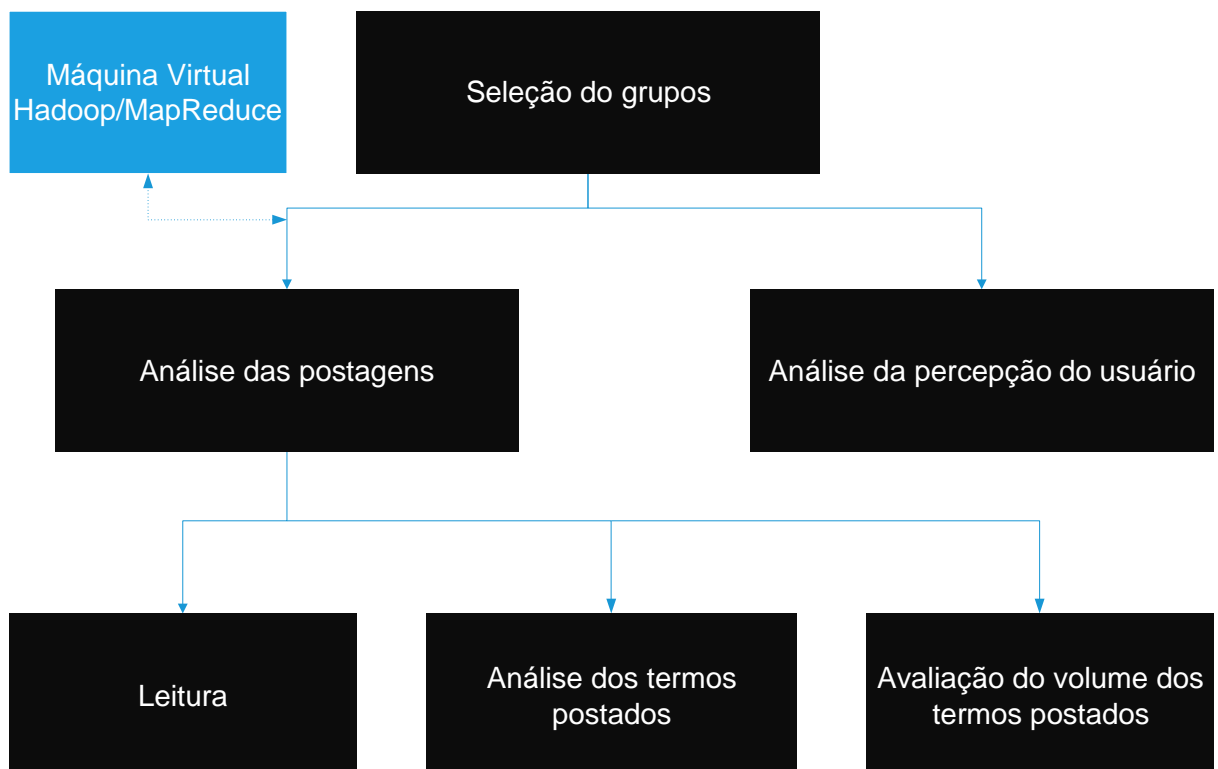 Máquina Virtual
Hadoop/MapReduce
Seleção do grupos
Análise das postagens
Análise da percepção do usuário
Leitura
Análise dos termos
postados
Avaliação do volume dos
termos postados